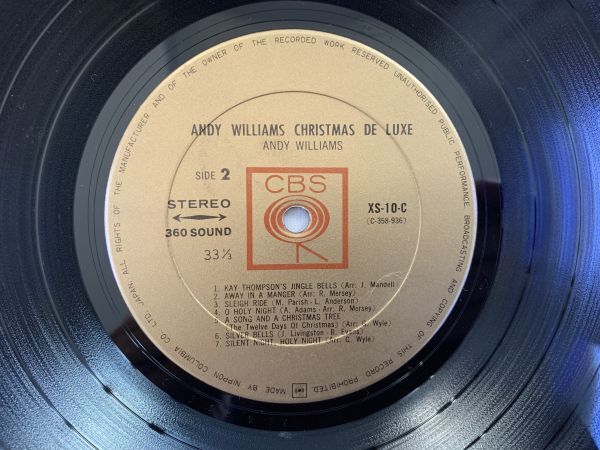 ALL RIGHTS OF THE MANUFACTURER AND OF THE OWNER OF THE RECORDED WORK RESERVED UNAUTHORISED PUBLIC PERFORMANCE, BROADCASTING AND COPYING OF THIS RECORD PROHIBITED.
MADE BY NIPPON COLUMBIA CO. LTD. JAPAN
ANDY WILLIAMS CHRISTMAS DE LUXE
ANDY WILLIAMS
SIDE 2
STEREO
360 SOUND
33⅓
CBS
XS-10-C
(C-358-936)
1. KAY THOMPSON'S JINGLE BELLS (Arr: J. Mandell)
2. AWAY IN A MANGER (Arr: R. Mersey)
3. SLEIGH RIDE (M. Parish - L. Anderson)
4. O HOLY NIGHT (A. Adams - Arr; R. Mersey)
5. A SONG AND A CHRISTMAS TREE
(The Twelve Days Of Christmas) (Arr; G. Wyle)
6. SILVER BELLS (J. Livingston - R. Evans)
7. SILENT NIGHT, HOLY NIGHT (Arr: G. Wyle)